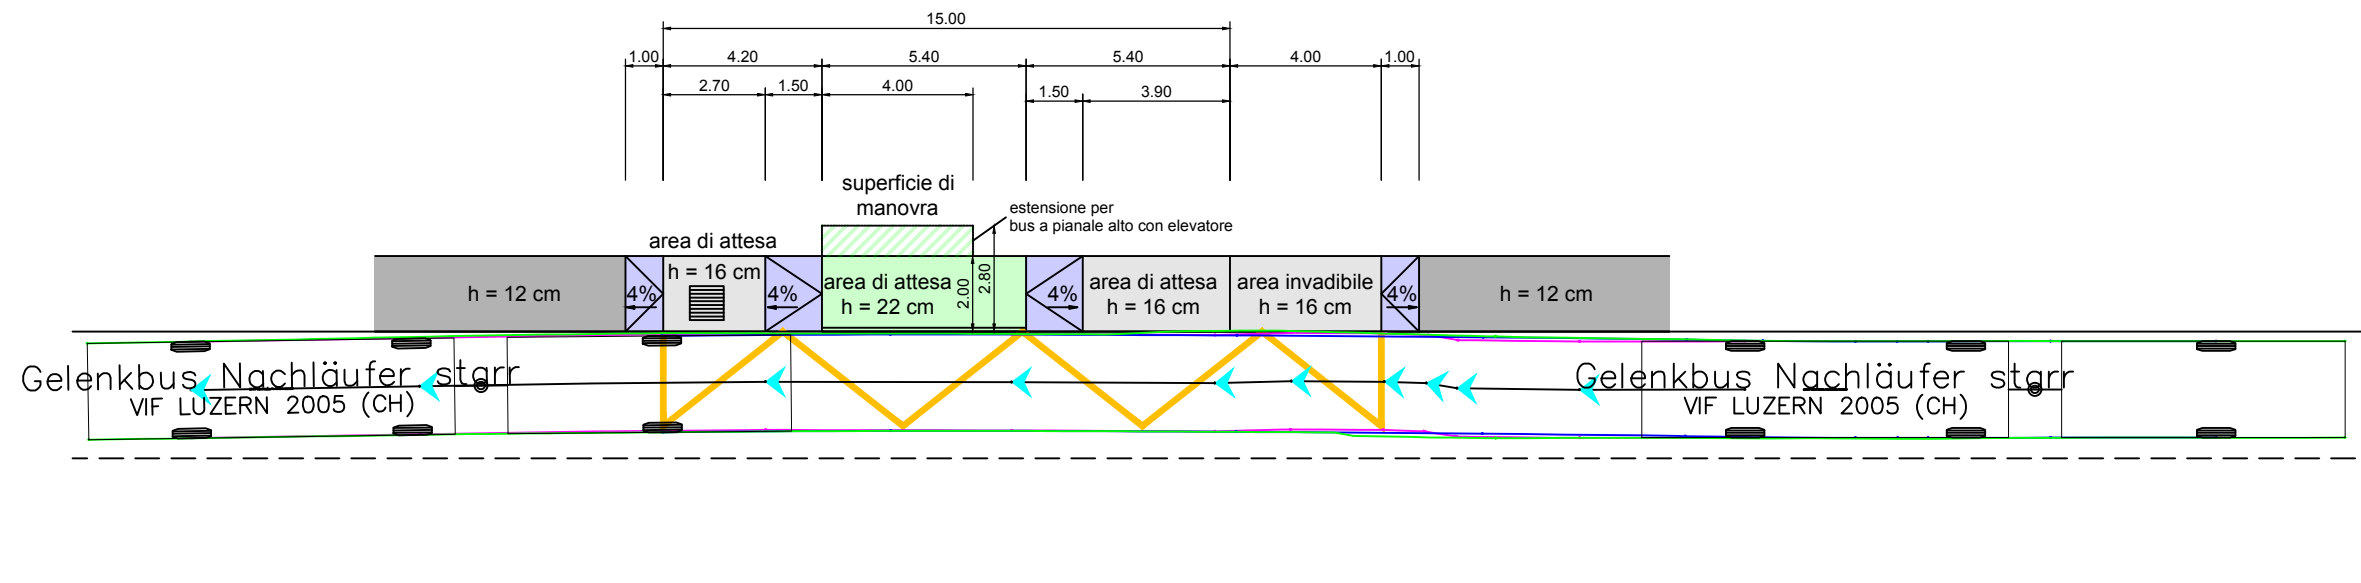 15.00
1.00 4.20 5.40 5.40 4.00 1.00
2.70 1.50 4.00 1.50 3.90
superficie di
manovra
estensione per
bus a pianale alto con elevatore
area di attesa
h = 12 cm
4%
h = 16 cm
4%
area di attesa
h = 22 cm
2.00
2.80
4%
area di attesa
h = 16 cm
area invadibile
h = 16 cm
4%
h = 12 cm
Gelenkbus Nachläufer starr
VIF LUZERN 2005 (CH)
Gelenkbus Nachläufer starr
VIF LUZERN 2005 (CH)